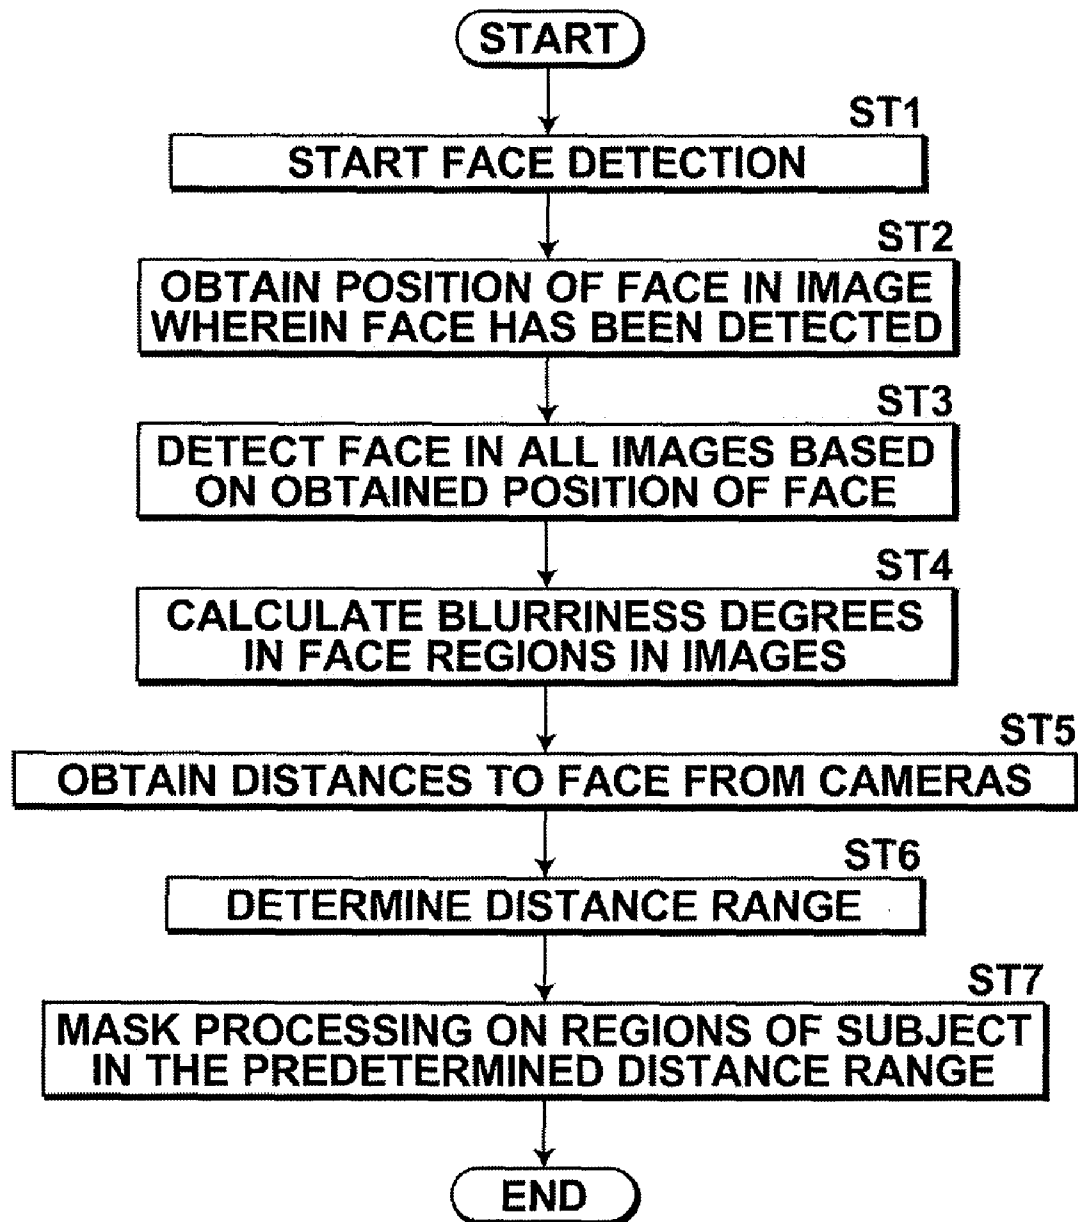 START
ST1
START FACE DETECTION
ST2
OBTAIN POSITION OF FACE IN IMAGE
WHEREIN FACE HAS BEEN DETECTED
ST3
DETECT FACE IN ALL IMAGES BASED
ON OBTAINED POSITION OF FACE
ST4
CALCULATE BLURRINESS DEGREES
IN FACE REGIONS IN IMAGES
ST5
OBTAIN DISTANCES TO FACE FROM CAMERAS
ST6
DETERMINE DISTANCE RANGE
ST7
MASK PROCESSING ON REGIONS OF SUBJECT
IN THE PREDETERMINED DISTANCE RANGE
END